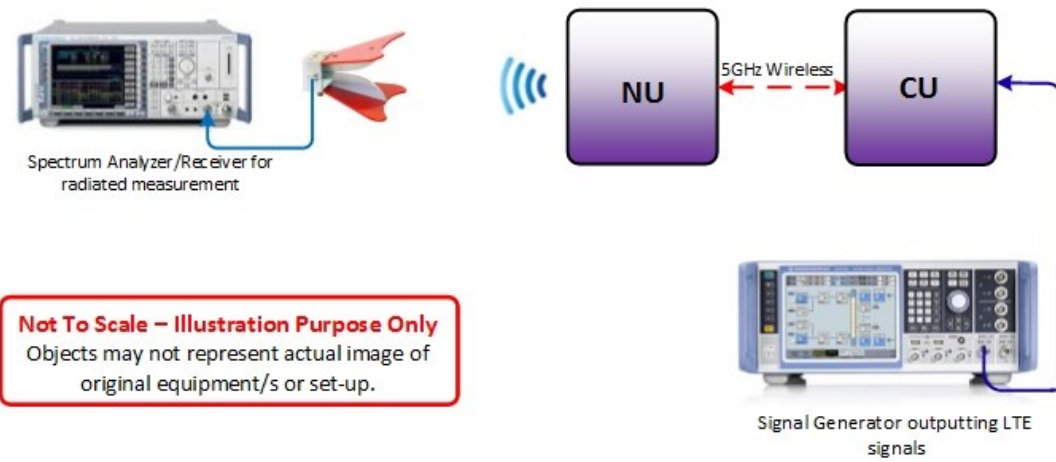 NU
5GHz Wireless
CU
Spectrum Analyzer/Receiver for
radiated measurement
Not To Scale – Illustration Purpose Only
Objects may not represent actual image of
original equipment/s or set-up.
Signal Generator outputting LTE
signals